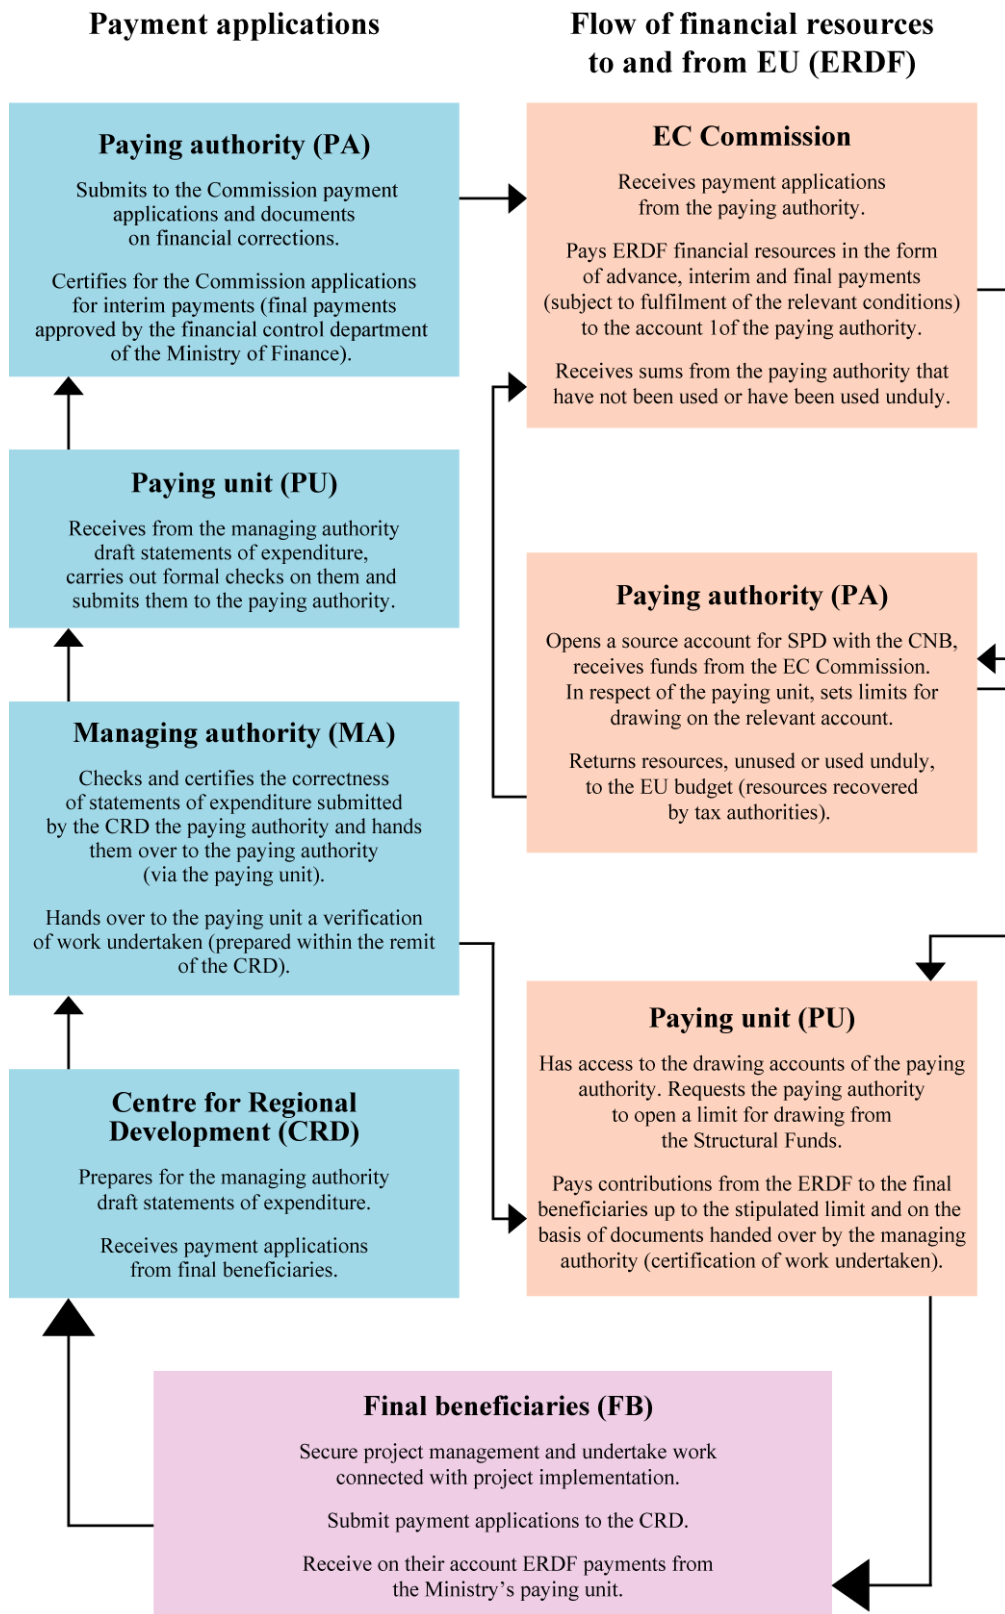 Payment applications
Paying authority (PA)
Submits to the Commission payment
applications and documents
on financial corrections.
Certifies for the Commission applications
for interim payments (final payments
approved by the financial control department
of the Ministry of Finance).
Paying unit (PU)
Receives from the managing authority
draft statements of expenditure,
carries out formal checks on them and
submits them to the paying authority.
Managing authority (MA)
Checks and certifies the correctness
of statements of expenditure submitted
by the CRD the paying authority and hands
them over to the paying authority
(via the paying unit).
Hands over to the paying unit a verification
of work undertaken (prepared within the remit
of the CRD).
Centre for Regional
Development (CRD)
Prepares for the managing authority
draft statements of expenditure.
Receives payment applications
from final beneficiaries.
Flow of financial resources
to and from EU (ERDF)
EC Commission
Receives payment applications
from the paying authority.
Pays ERDF financial resources in the form
of advance, interim and final payments
(subject to fulfilment of the relevant conditions)
to the account 1of the paying authority.
Receives sums from the paying authority that
have not been used or have been used unduly.
Paying authority (PA)
Opens a source account for SPD with the CNB,
receives funds from the EC Commission.
In respect of the paying unit, sets limits for
drawing on the relevant account.
Returns resources, unused or used unduly,
to the EU budget (resources recovered
by tax authorities).
Paying unit (PU)
Has access to the drawing accounts of the paying
authority. Requests the paying authority
to open a limit for drawing from
the Structural Funds.
Pays contributions from the ERDF to the final
beneficiaries up to the stipulated limit and on the
basis of documents handed over by the managing
authority (certification of work undertaken).
Final beneficiaries (FB)
Secure project management and undertake work
connected with project implementation.
Submit payment applications to the CRD.
Receive on their account ERDF payments from
the Ministry's paying unit.